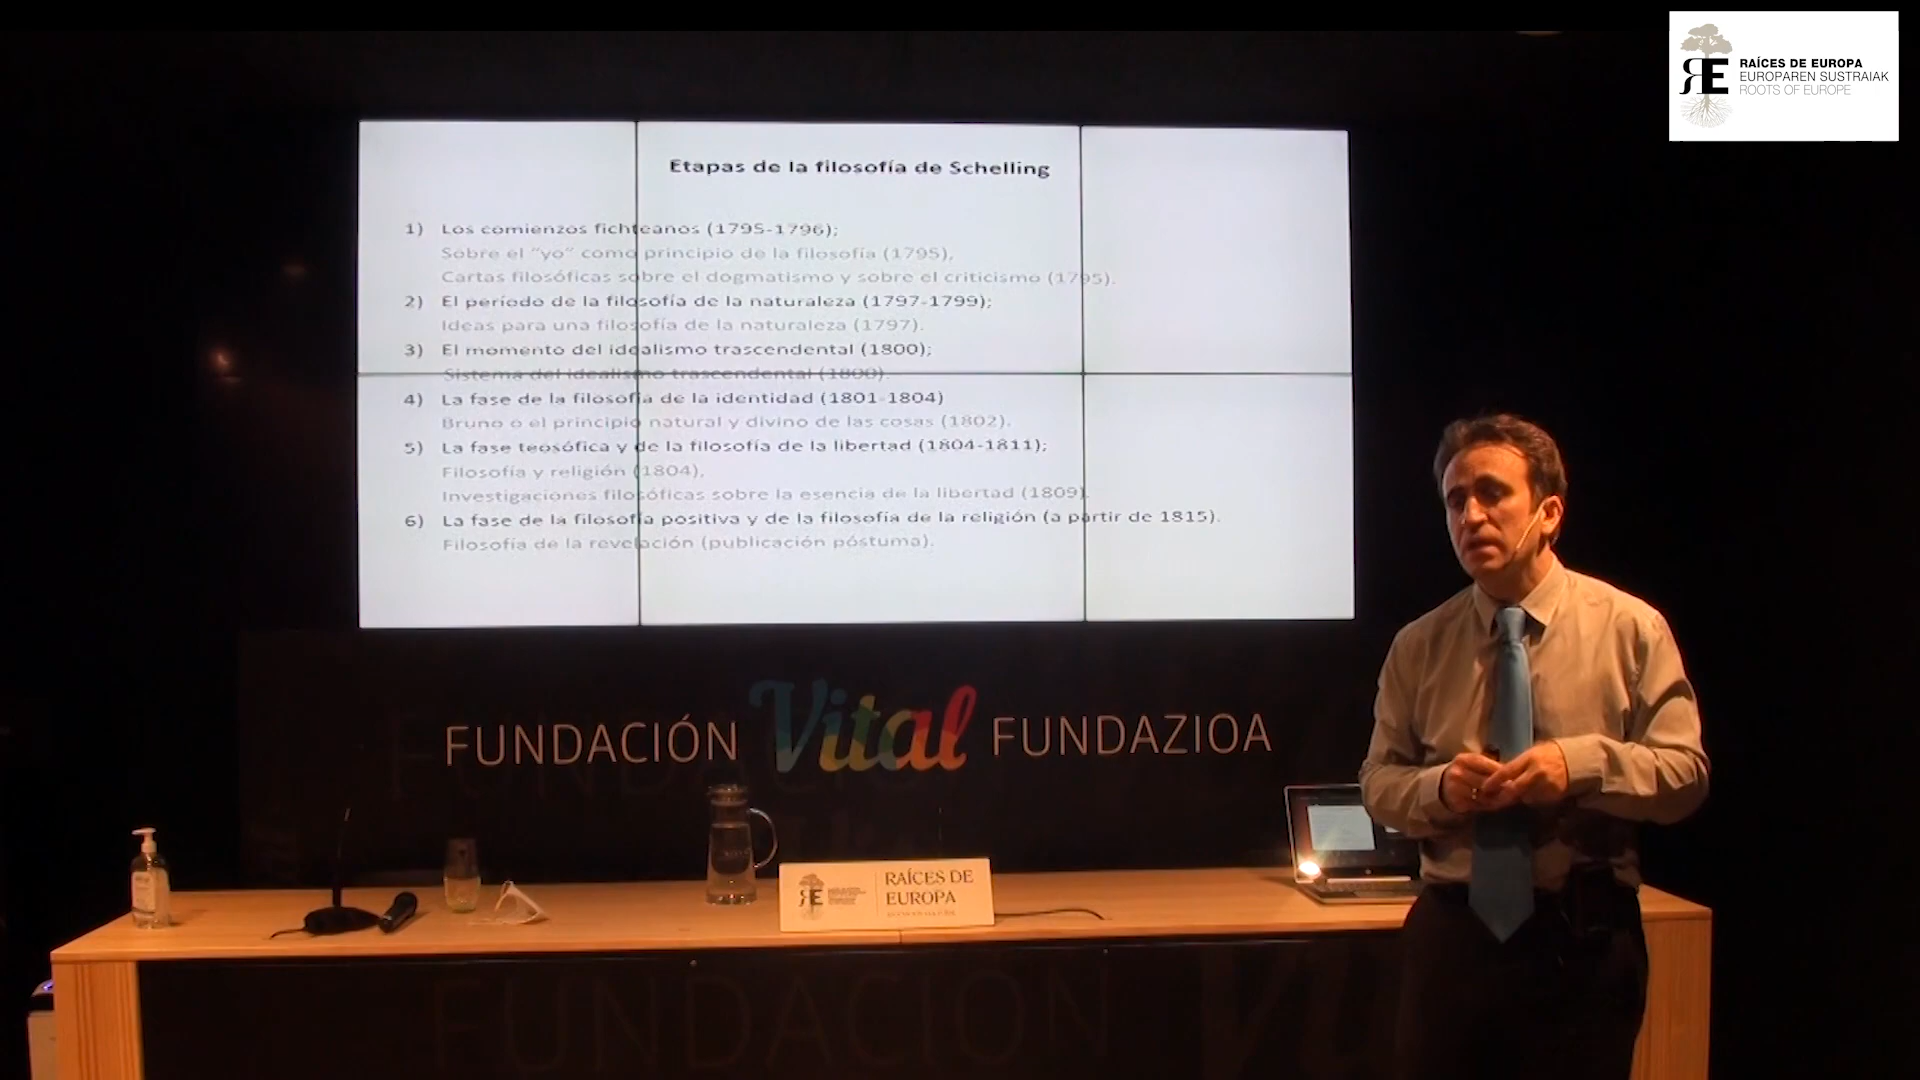 RAÍCES DE EUROPA
EUROPAREN SUSTRAIAK
ROOTS OF EUROPE
Etapas de la filosofía de Schelling
1) Los comienzos fichteanos (1795-1796);
Sobre el “yo” como principio de la filosofía (1795),
Cartas filosóficas sobre el dogmatismo y sobre el criticismo (1795).
2) El período de la filosofía de la naturaleza (1797-1799);
Ideas para una filosofía de la naturaleza (1797).
3) El momento del idealismo trascendental (1800);
Sistema del idealismo trascendental (1800).
4) La fase de la filosofía de la identidad (1801-1804)
Bruno o el principio natural y divino de las cosas (1802).
5) La fase teosófica y de la filosofía de la libertad (1804-1811);
Filosofía y religión (1804),
Investigaciones filosóficas sobre la esencia de la libertad (1809).
6) La fase de la filosofía positiva y de la filosofía de la religión (a partir de 1815).
Filosofía de la revelación (publicación póstuma).
FUNDACIÓN Vital FUNDAZIOA
RAÍCES DE
EUROPA
FUNDACIÓN